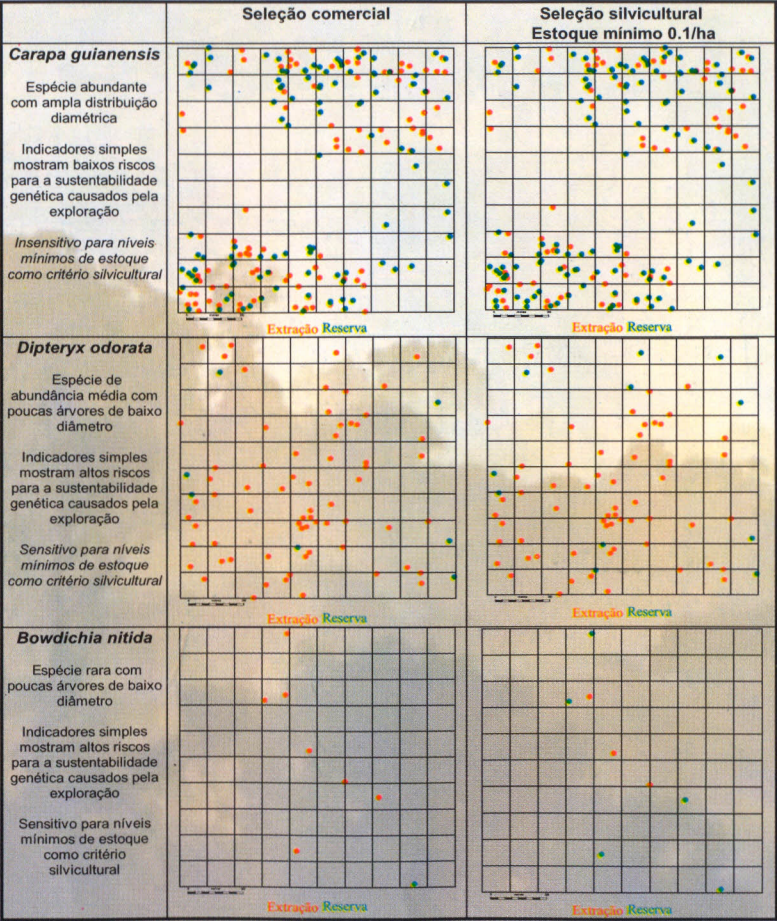 Seleção comercial
Seleção silvicultural
Estoque mínimo 0.1/ha
Carapa guianensis
Espécie abundante
com ampla distribuição
diamétrica
Indicadores simples
mostram baixos riscos
para a sustentabilidade
genética causados pela
exploração
Insensitivo para níveis
mínimos de estoque
como critério silvicultural
Extração Reserva
Extração Reserva
Dipteryx odorata
Espécie de
abundância média com
poucas árvores de baixo
diâmetro
Indicadores simples
mostram altos riscos
para a sustentabilidade
genética causados pela
exploração
Sensitivo para níveis
mínimos de estoque
como critério silvicultural
Extração Reserva
Extração Reserva
Bowdichia nitida
Espécie rara com
poucas árvores de baixo
diâmetro
Indicadores simples
mostram altos riscos
para a sustentabilidade
genética causados pela
exploração
Sensitivo para níveis
mínimos de estoque
como critério
silvicultural
Extração Reserva
Extração Reserva